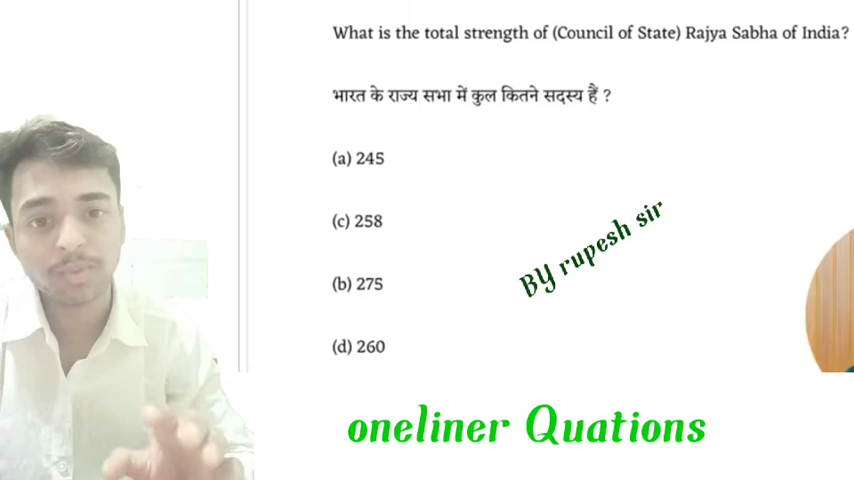 What is the total strength of (Council of State) Rajya Sabha of India?
भारत के राज्य सभा में कुल कितने सदस्य हैं ?
(a) 245
(c) 258
(b) 275
(d) 260
BY rupesh sir
oneliner Quations